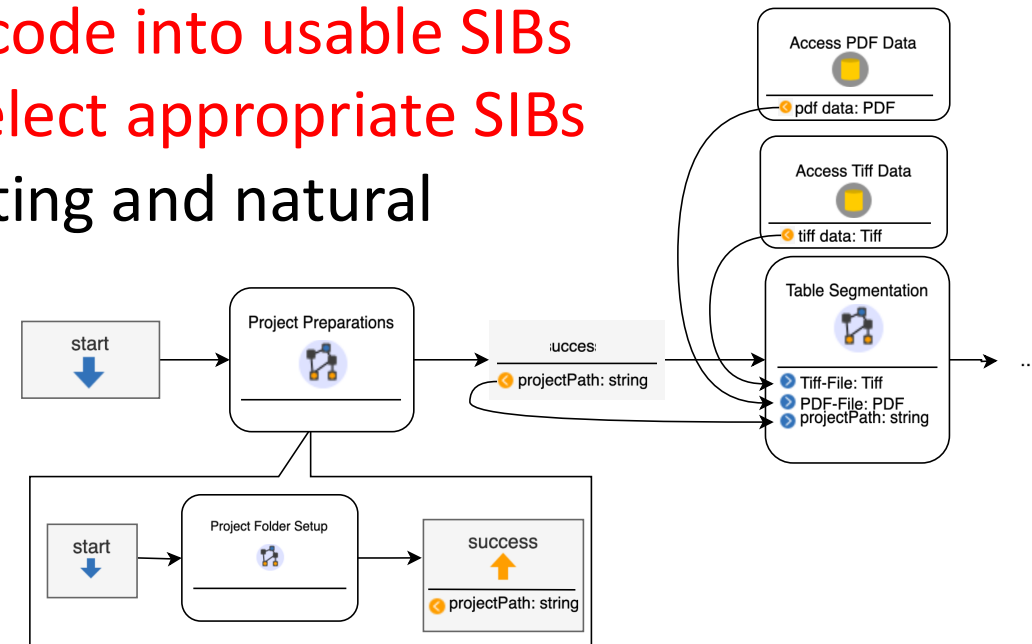 code into usable SIBs
elect appropriate SIBs
ting and natural
Access PDF Data
pdf data: PDF
Access Tiff Data
tiff data: Tiff
Table Segmentation
Tiff-File: Tiff
PDF-File: PDF
projectPath: string
start
Project Preparations
succes
projectPath: string
..
start
Project Folder Setup
success
projectPath: string